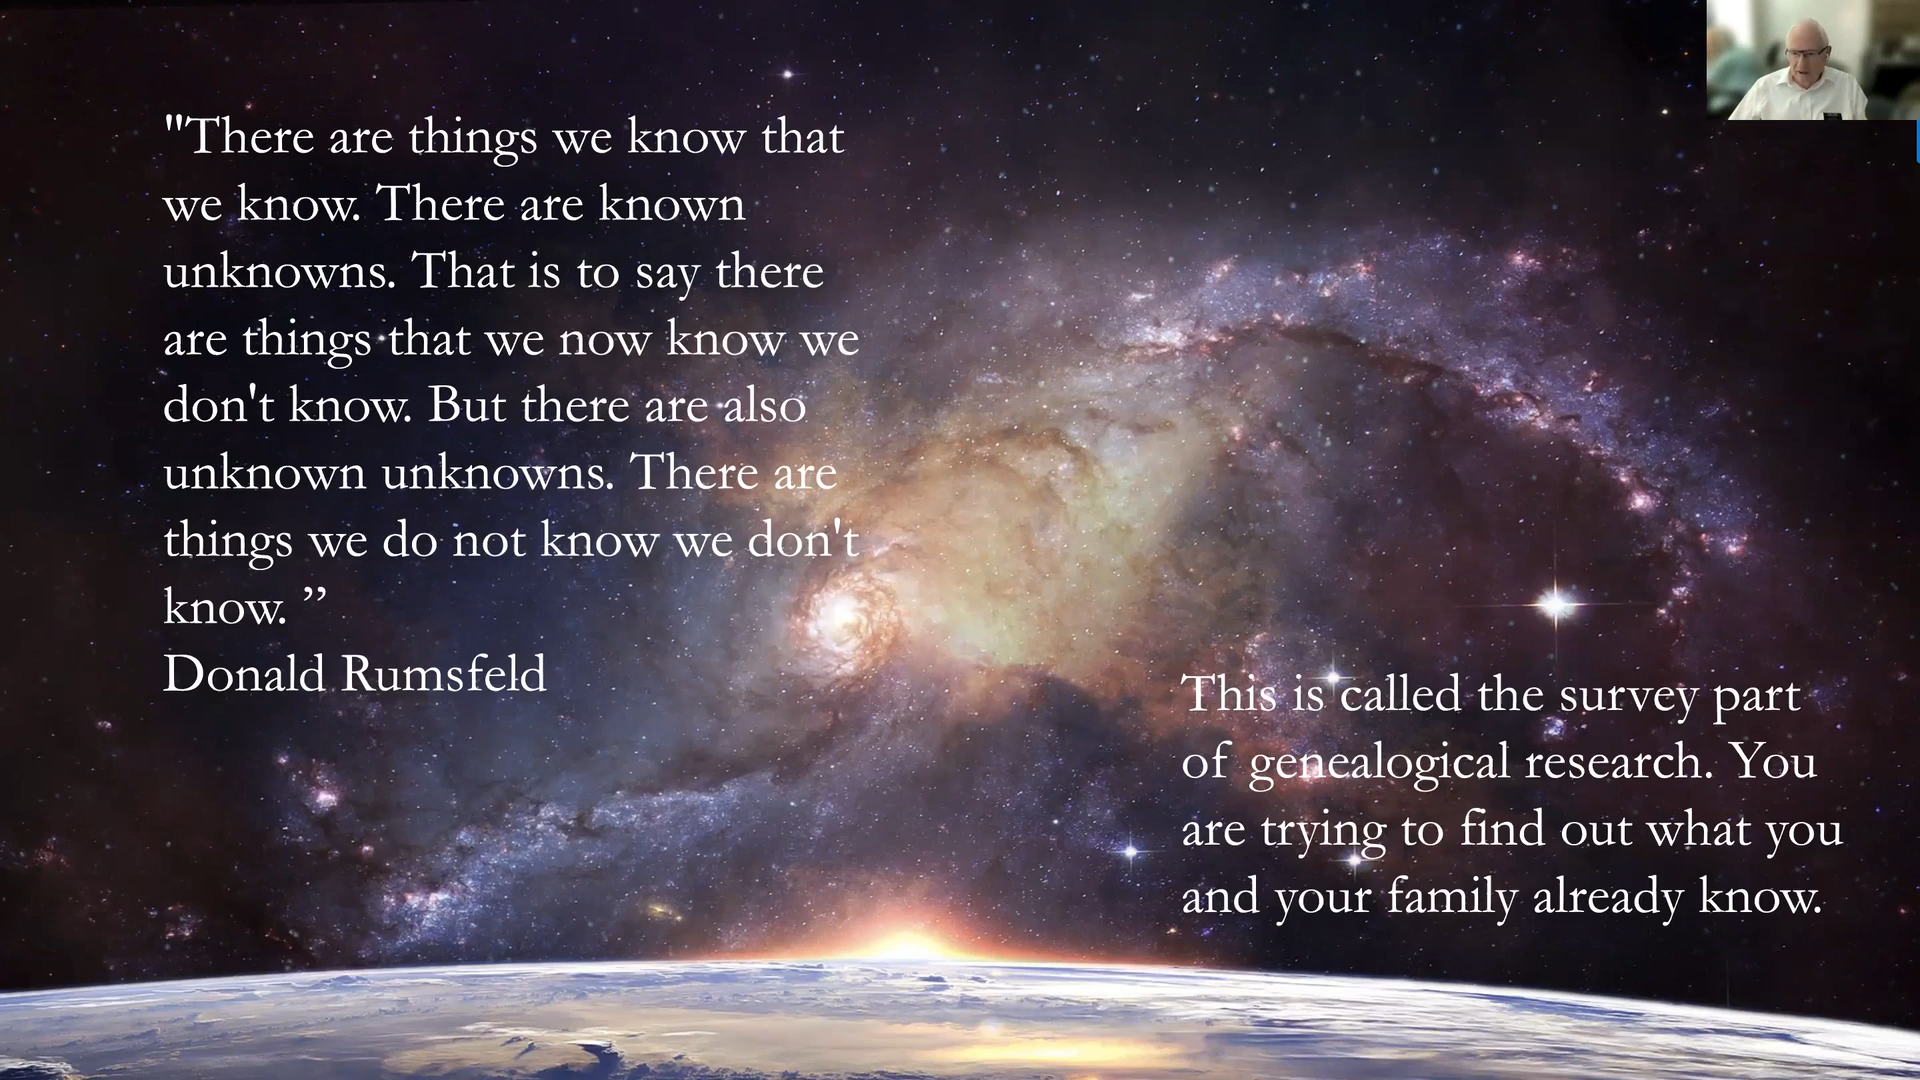 "There are things we know that
we know. There are known
unknowns. That is to say there
are things that we now know we
don't know. But there are also
unknown unknowns. There are
things we do not know we don't
know. ”
Donald Rumsfeld
This is called the survey part
of genealogical research. You
are trying to find out what you
and your family already know.